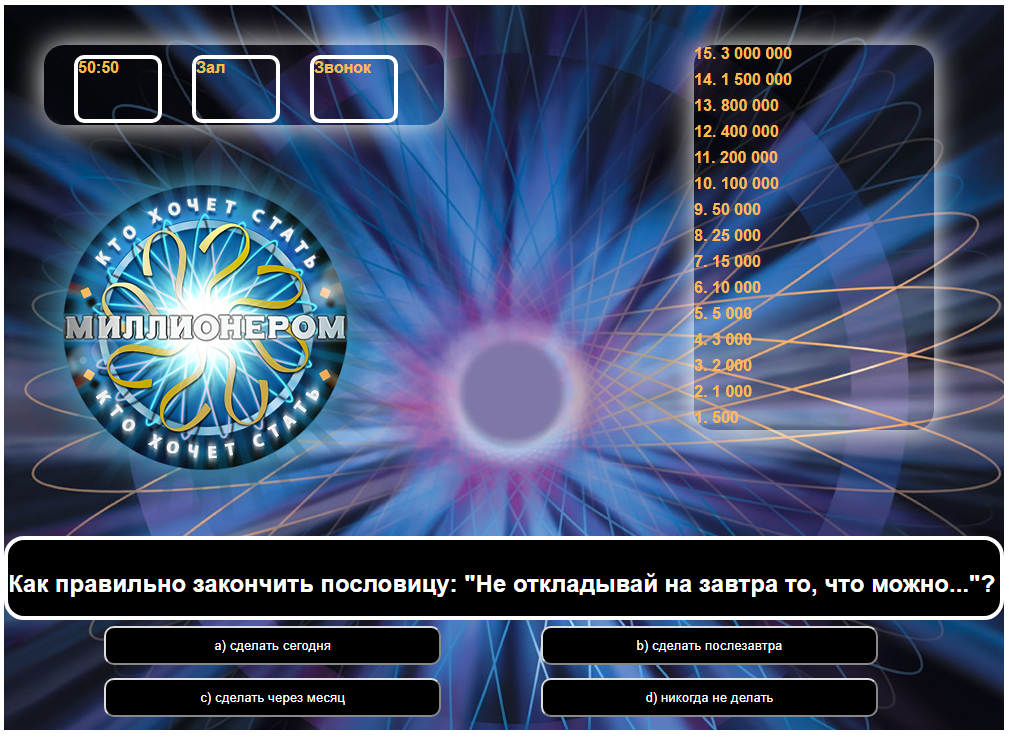 50:50
Зал
Звонок
15. 3 000 000
14. 1 500 000
13. 800 000
12. 400 000
11. 200 000
10. 100 000
9. 50 000
8. 25 000
7. 15 000
6. 10 000
5. 5 000
4. 3 000
3. 2 000
2. 1 000
1. 500
КТО ХОЧЕТ СТАТЬ
МИЛЛИОНЕРОМ
КТО ХОЧЕТ СТАТЬ
Как правильно закончить пословицу: "Не откладывай на завтра то, что можно..."?
a) сделать сегодня
b) сделать послезавтра
c) сделать через месяц
d) никогда не делать